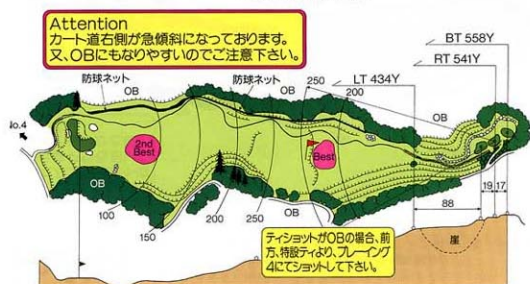 Attention
カート道右側が急傾斜になっております。
又、OBにもなりやすいのでご注意下さい。
BT 558Y
RT 541Y
LT 434Y
防球ネット
OB
防球ネット
OB
250
200
OB
No.4
2nd
Best
Best
OB
100
150
200
250
OB
19
17
88
崖
ティショットがOBの場合、前
方、特設ティより、プレーイング
4にてショットして下さい。